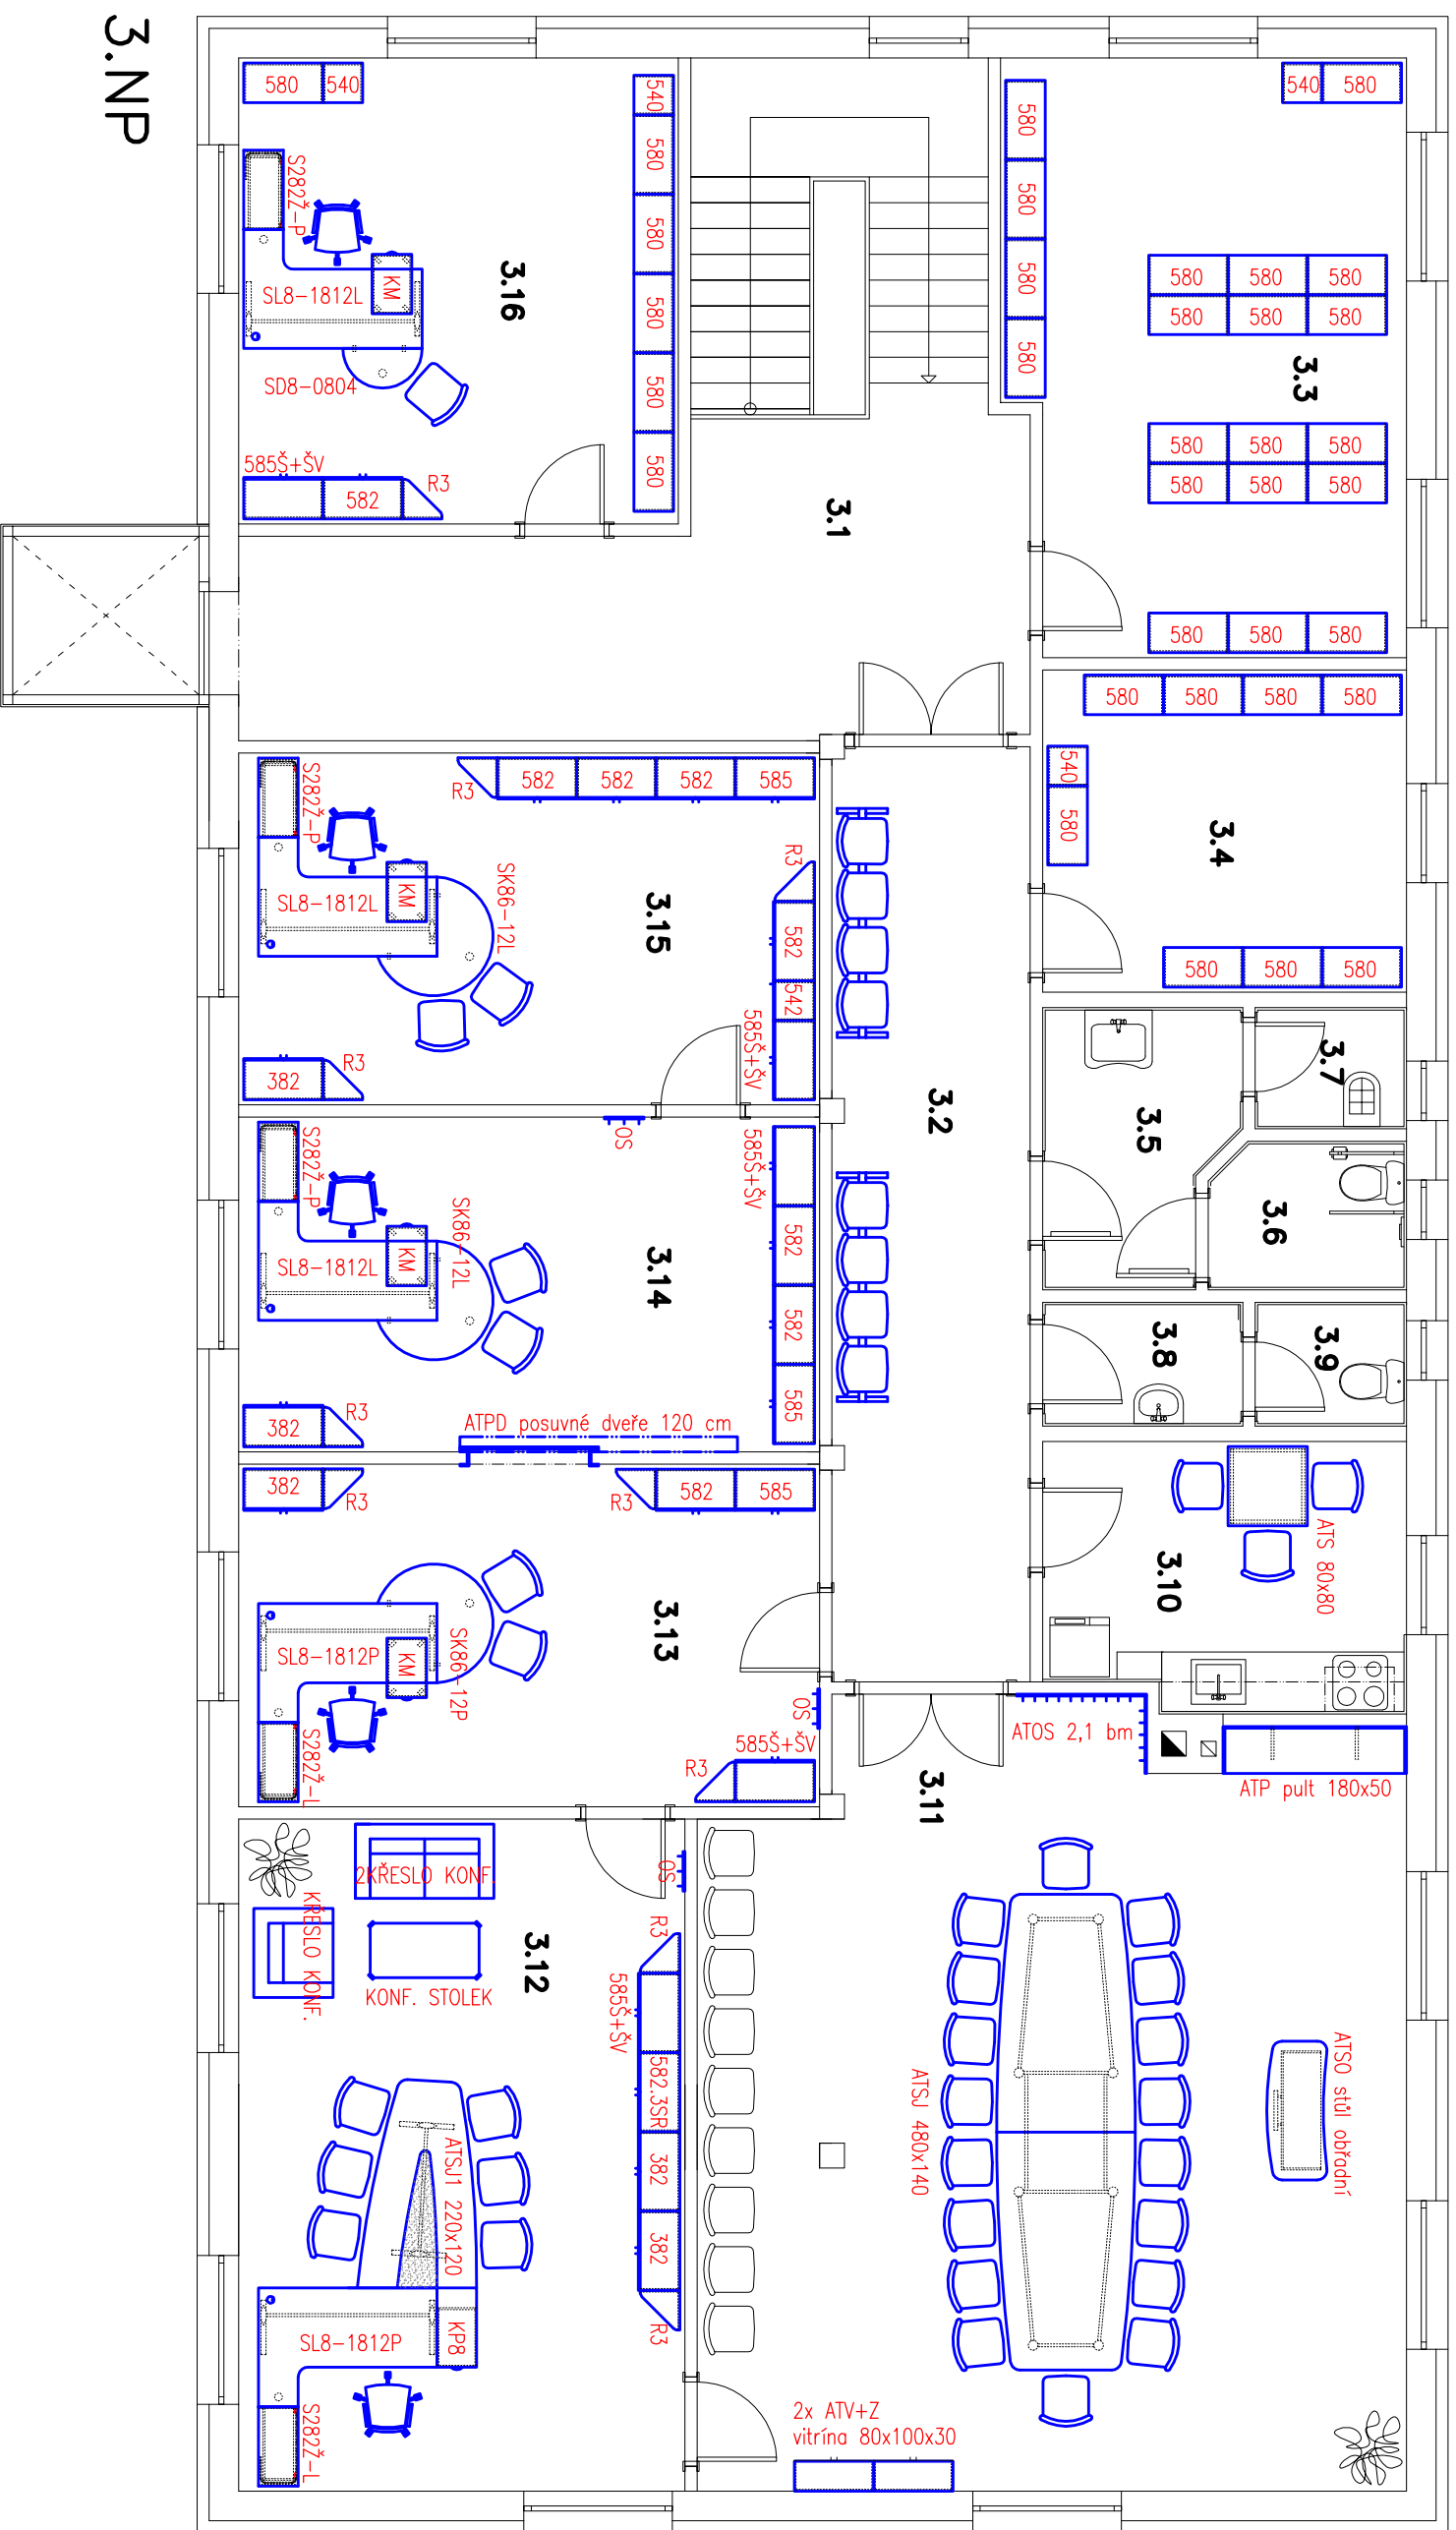 3.NP
580
540
S282Ž-P
SL8-1812L
KM
SD8-0804
3.16
540
580
580
580
580
580
585Š+ŠV
582
R3
3.1
540
580
580
580
580
580
580
580
580
580
580
580
580
3.3
580
580
580
580
580
580
580
580
580
580
580
580
580
540
580
3.4
580
580
580
S282Ž-P
SL8-1812L
KM
SK86-12L
R3
582
582
582
585
3.15
R3
582
542
585Š+ŠV
382
R3
3.2
3.7
3.5
3.6
3.8
3.9
OS
S282Ž-P
SL8-1812L
KM
SK86-12L
3.14
585Š+ŠV
582
582
585
382
R3
ATPD posuvné dveře 120 cm
382
R3
R3
582
585
3.13
SL8-1812P
KM
SK86-12P
S282Ž-L
OS
585Š+ŠV
R3
ATS 80x80
3.10
ATOS 2,1 bm
ATP pult 180x50
3.11
2KŘESLO KONF.
KŘESLO KONF.
KONF. STOLEK
3.12
OS
R3
585Š+ŠV
582.3SR
382
382
R3
ATSJ1 220x120
SL8-1812P
KP8
S282Ž-L
ATSJ 480x140
ATSO stůl obřadní
2x ATV+Z
vitrína 80x100x30